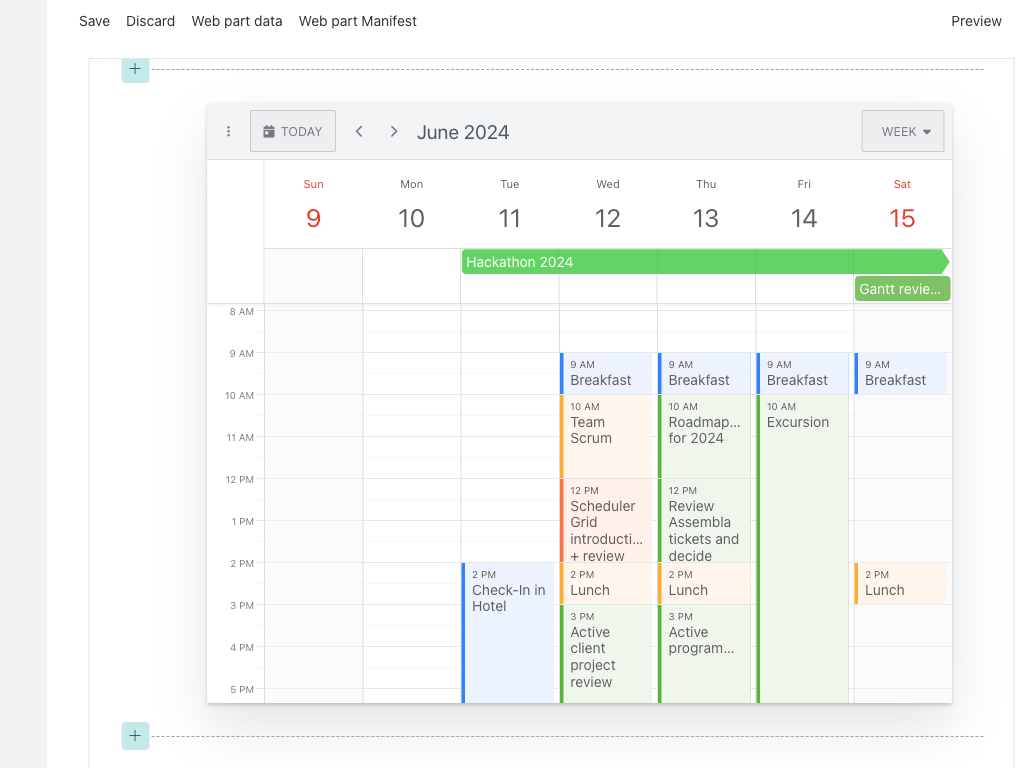 Save Discard Web part data Web part Manifest Preview
TODAY June 2024 WEEK
Sun Mon Tue Wed Thu Fri Sat
9 10 11 12 13 14 15
Hackathon 2024
Gantt revie...
8 AM
9 AM
9 AM
Breakfast
9 AM
Breakfast
9 AM
Breakfast
9 AM
Breakfast
10 AM
10 AM
Team
Scrum
10 AM
Roadmap...
for 2024
10 AM
Excursion
11 AM
12 PM
12 PM
Scheduler
Grid
introducti...
+ review
12 PM
Review
Assembla
tickets and
decide
1 PM
2 PM
2 PM
Check-In in
Hotel
2 PM
Lunch
2 PM
Lunch
2 PM
Lunch
3 PM
3 PM
Active
client
project
review
3 PM
Active
program...
4 PM
5 PM